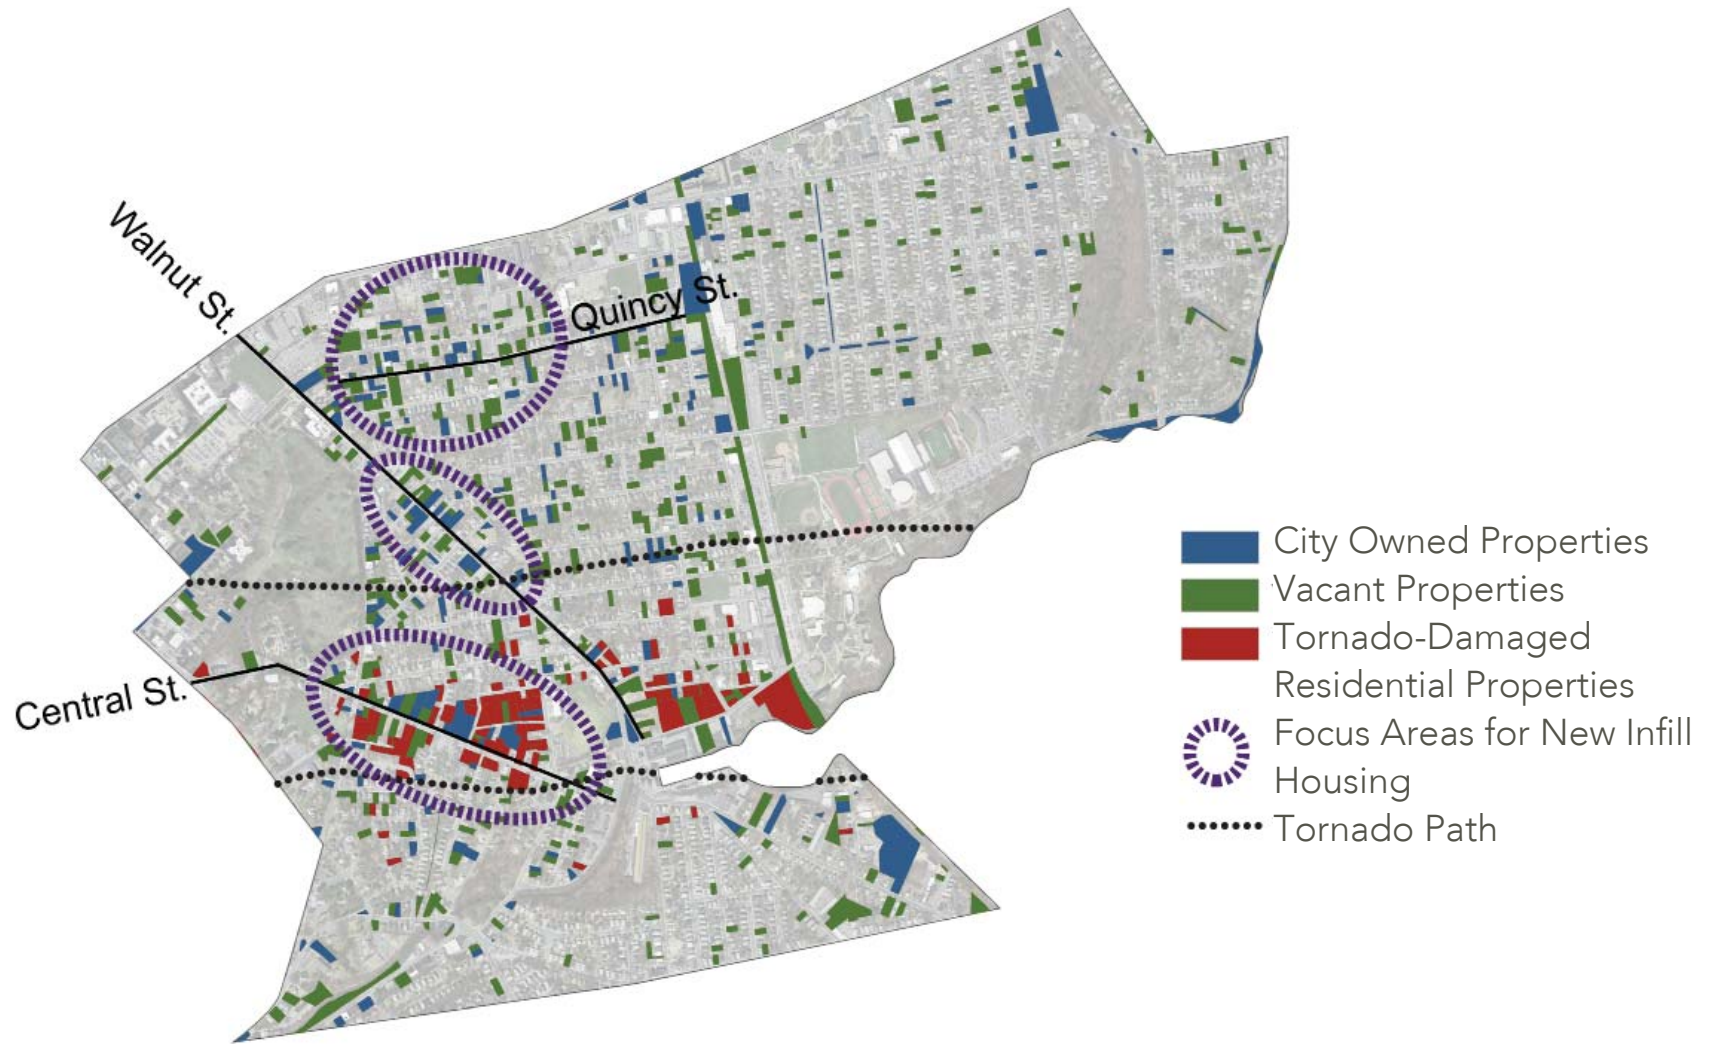 Walnut St.
Quincy St.
Central St.
City Owned Properties
Vacant Properties
Tornado-Damaged
Residential Properties
Focus Areas for New Infill
Housing
Tornado Path